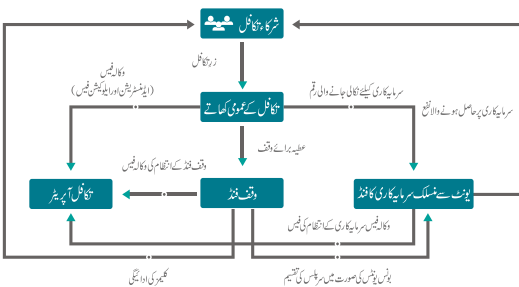 شرکاء تکافل
زرِ تکافل
وکالہ فیس
(ایڈمنسٹریشن اور ایلوکیشن فیس)
تکافل کے عمومی کھاتے
سرمایہ کاری کیلئے نکالی جانے والی رقم
سرمایہ کاری پر حاصل ہونے والا نفع
عطیہ برائے وقف
وقف فنڈ کے انتظام کی وکالہ فیس
تکافل آپریٹر
وقف فنڈ
یونٹ سے منسلک سرمایہ کاری کا فنڈ
وکالہ فیس سرمایہ کاری کے انتظام کی فیس
کلیمز کی ادائیگی
بونس یونٹس کی صورت میں سرپلس کی تقسیم